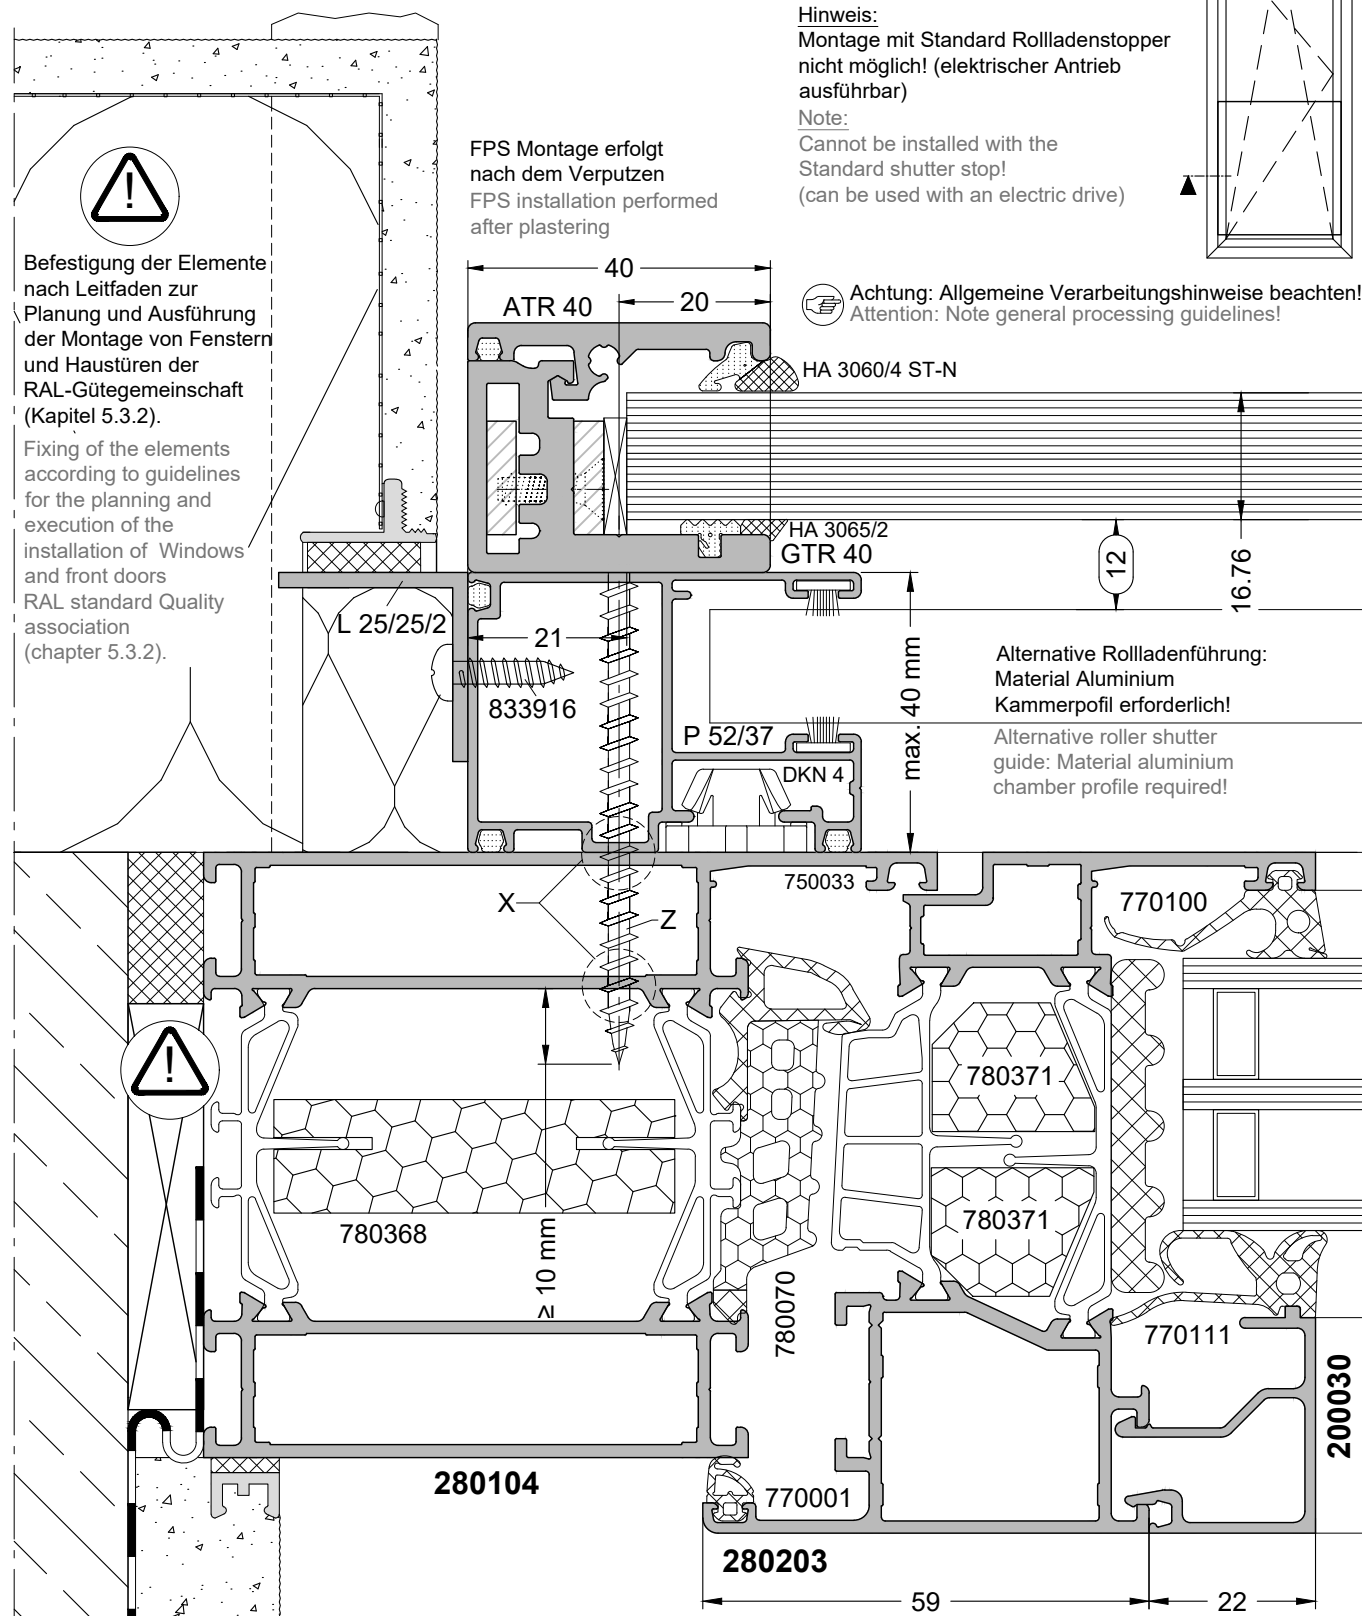 Hinweis:
Montage mit Standard Rollladenstopper
nicht möglich! (elektrischer Antrieb
ausführbar)
Note:
Cannot be installed with the
Standard shutter stop!
(can be used with an electric drive)
FPS Montage erfolgt
nach dem Verputzen
FPS installation performed
after plastering
!
Befestigung der Elemente
nach Leitfaden zur
Planung und Ausführung
der Montage von Fenstern
und Haustüren der
RAL-Gütegemeinschaft
(Kapitel 5.3.2).
Fixing of the elements
according to guidelines
for the planning and
execution of the
installation of Windows
and front doors
RAL standard Quality
association
(chapter 5.3.2).
40
20
ATR 40
Achtung: Allgemeine Verarbeitungshinweise beachten!
Attention: Note general processing guidelines!
HA 3060/4 ST-N
HA 3065/2
GTR 40
12
16.76
L 25/25/2
21
833916
P 52/37
DKN 4
max. 40 mm
Alternative Rollladenführung:
Material Aluminium
Kammerpofil erforderlich!
Alternative roller shutter
guide: Material aluminium
chamber profile required!
750033
770100
X
Z
!
780371
780371
780368
≥ 10 mm
780070
770111
200030
280104
770001
280203
59
22